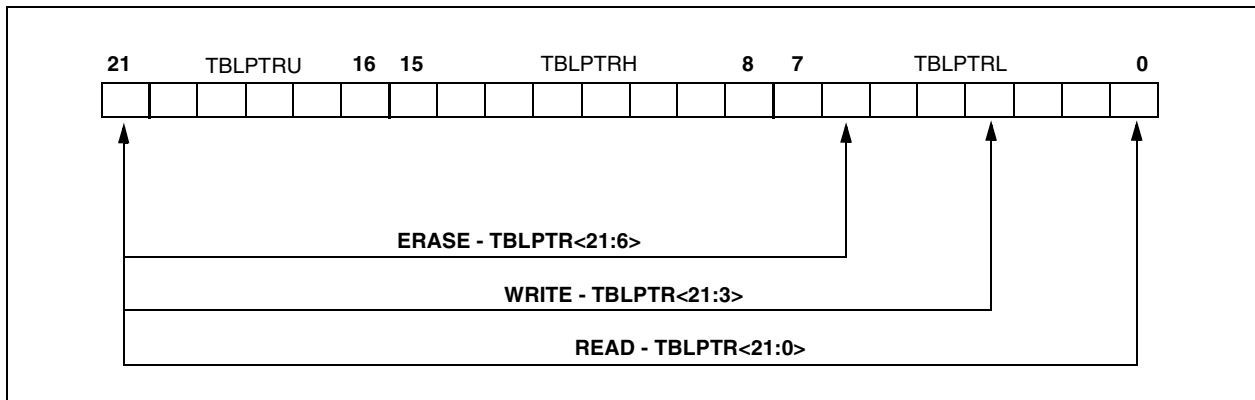 21 TBLPTRU 16 15 TBLPTRH 8 7 TBLPTRL 0
ERASE - TBLPTR<21:6>
WRITE - TBLPTR<21:3>
READ - TBLPTR<21:0>